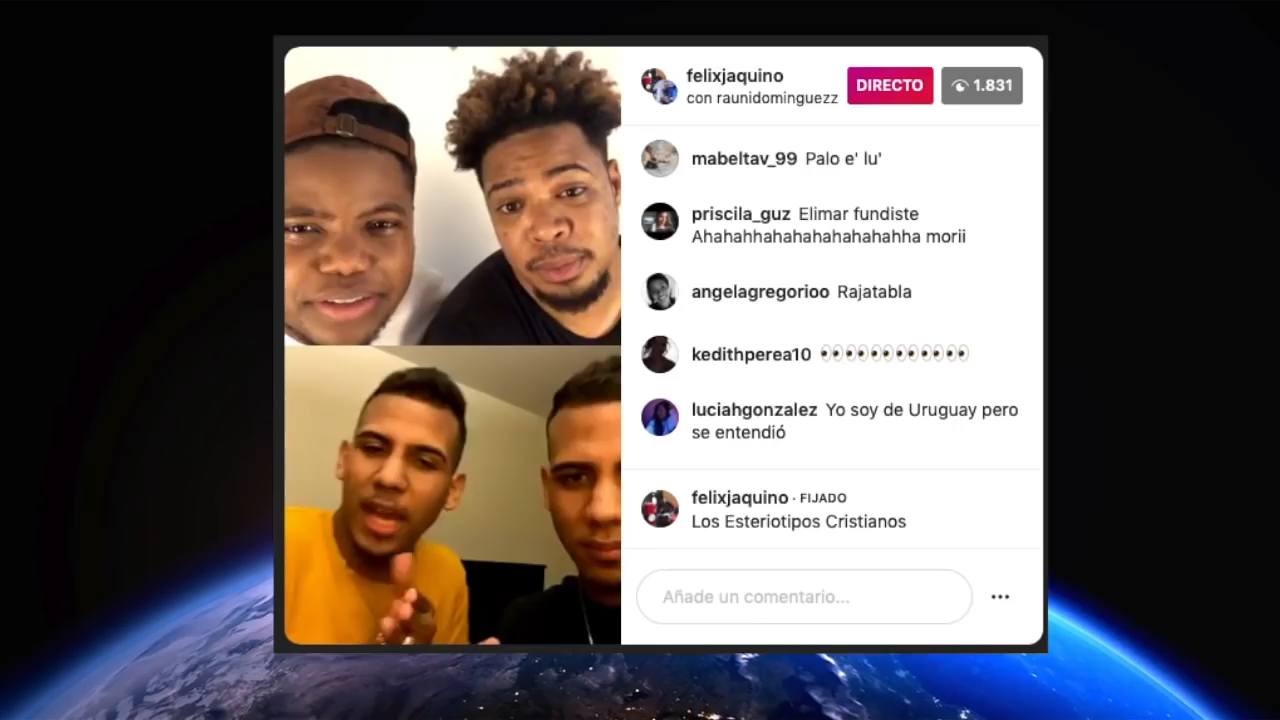 felixjaquino
con raunidominguezz
DIRECTO
1.831
mabeltav_99 Palo e' lu'
priscila_guz Elimar fundiste
Ahahahhahahahahahahahha morii
angelagregorioo Rajatabla
kedithperea10 👀👀👀👀👀👀
luciahgonzalez Yo soy de Uruguay pero
se entendió
felixjaquino · FIJADO
Los Esteriotipos Cristianos
Añade un comentario...